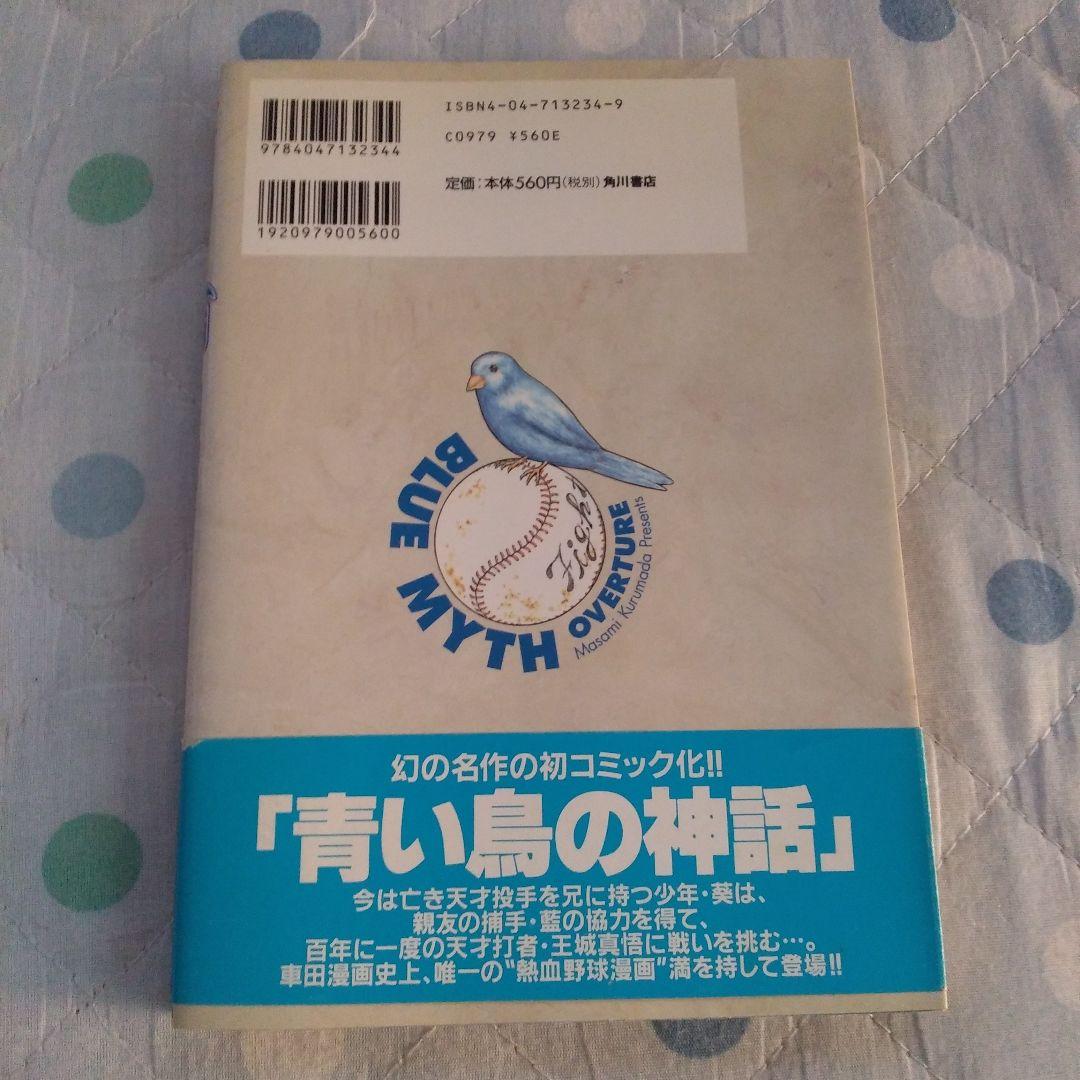 ISBN4-04-713234-9
9784047132344
C0979 ¥560E
定価:本体560円(税別)角川書店
1920979005600
BLUE MYTH
OVERTURE
Masami Kurumada Presents
Fight
幻の名作の初コミック化!!
「青い鳥の神話」
今は亡き天才投手を兄に持つ少年・葵は、
親友の捕手・藍の協力を得て、
百年に一度の天才打者・王城真悟に戦いを挑む…。
車田漫画史上、唯一の“熱血野球漫画”満を持して登場!!